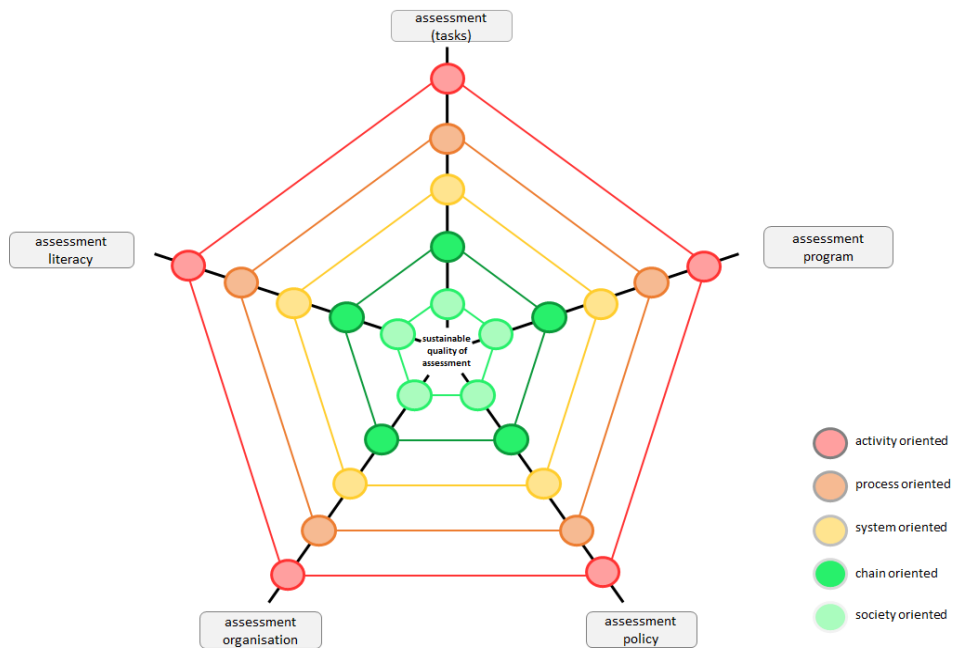 assessment
(tasks)
assessment
literacy
assessment
program
sustainable
quality of
assessment
activity oriented
process oriented
system oriented
chain oriented
society oriented
assessment
organisation
assessment
policy